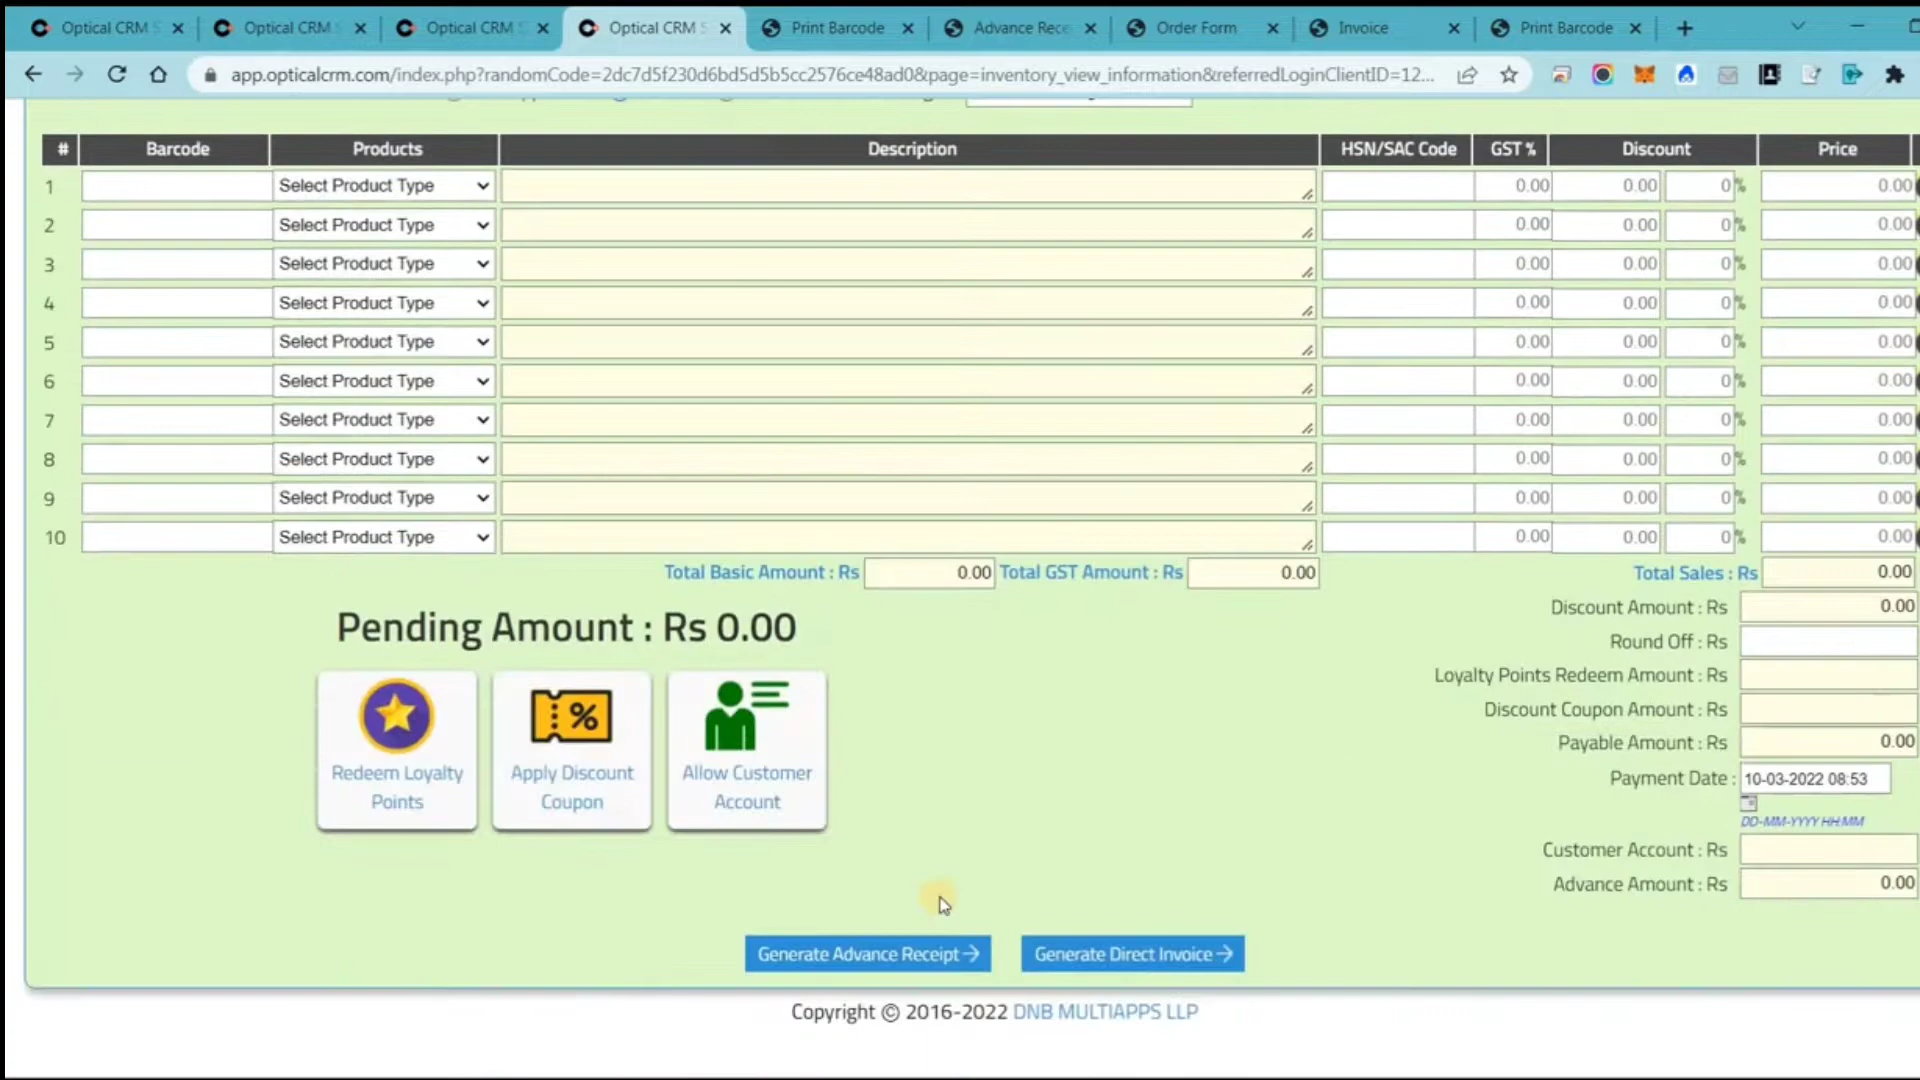 Optical CRM S
Optical CRM S
Optical CRM S
Optical CRM S
Print Barcode
Advance Rece
Order Form
Invoice
Print Barcode
app.opticalcrm.com/index.php?randomCode=2dc7d5f230d6bd5d5b5cc2576ce48ad0&page=inventory_view_information&referredLoginClientID=12...
# Barcode Products Description HSN/SAC Code GST % Discount Price
1 Select Product Type 0.00 0.00 0% 0.00
2 Select Product Type 0.00 0.00 0% 0.00
3 Select Product Type 0.00 0.00 0% 0.00
4 Select Product Type 0.00 0.00 0% 0.00
5 Select Product Type 0.00 0.00 0% 0.00
6 Select Product Type 0.00 0.00 0% 0.00
7 Select Product Type 0.00 0.00 0% 0.00
8 Select Product Type 0.00 0.00 0% 0.00
9 Select Product Type 0.00 0.00 0% 0.00
10 Select Product Type 0.00 0.00 0% 0.00
Total Basic Amount : Rs 0.00 Total GST Amount : Rs 0.00 Total Sales : Rs 0.00
Discount Amount : Rs 0.00
Pending Amount : Rs 0.00
Round Off : Rs
Loyalty Points Redeem Amount : Rs
Discount Coupon Amount : Rs
Payable Amount : Rs 0.00
Payment Date : 10-03-2022 08:53
DD-MM-YYYY HH:MM
Customer Account : Rs
Advance Amount : Rs 0.00
Redeem Loyalty
Points
%
Apply Discount
Coupon
Allow Customer
Account
Generate Advance Receipt→
Generate Direct Invoice→
Copyright © 2016-2022 DNB MULTIAPPS LLP